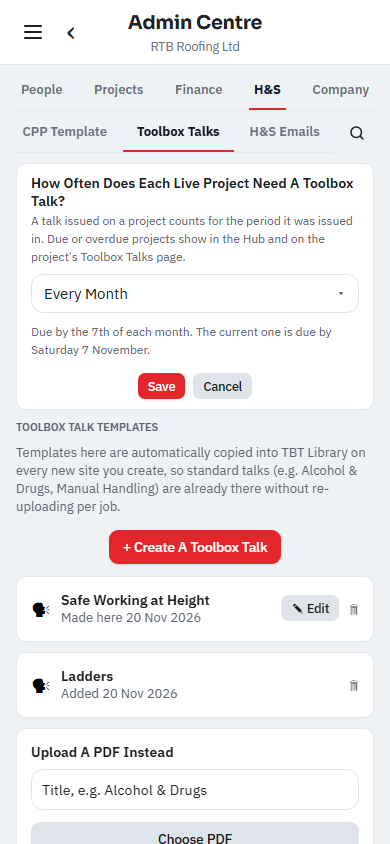 Admin Centre
RTB Roofing Ltd
People Projects Finance H&S Company
CPP Template Toolbox Talks H&S Emails
How Often Does Each Live Project Need A Toolbox
Talk?
A talk issued on a project counts for the period it was issued
in. Due or overdue projects show in the Hub and on the
project's Toolbox Talks page.
Every Month
Due by the 7th of each month. The current one is due by
Saturday 7 November.
Save Cancel
TOOLBOX TALK TEMPLATES
Templates here are automatically copied into TBT Library on
every new site you create, so standard talks (e.g. Alcohol &
Drugs, Manual Handling) are already there without re-
uploading per job.
+ Create A Toolbox Talk
Safe Working at Height
Made here 20 Nov 2026
Edit
Ladders
Added 20 Nov 2026
Upload A PDF Instead
Title, e.g. Alcohol & Drugs
Choose PDF